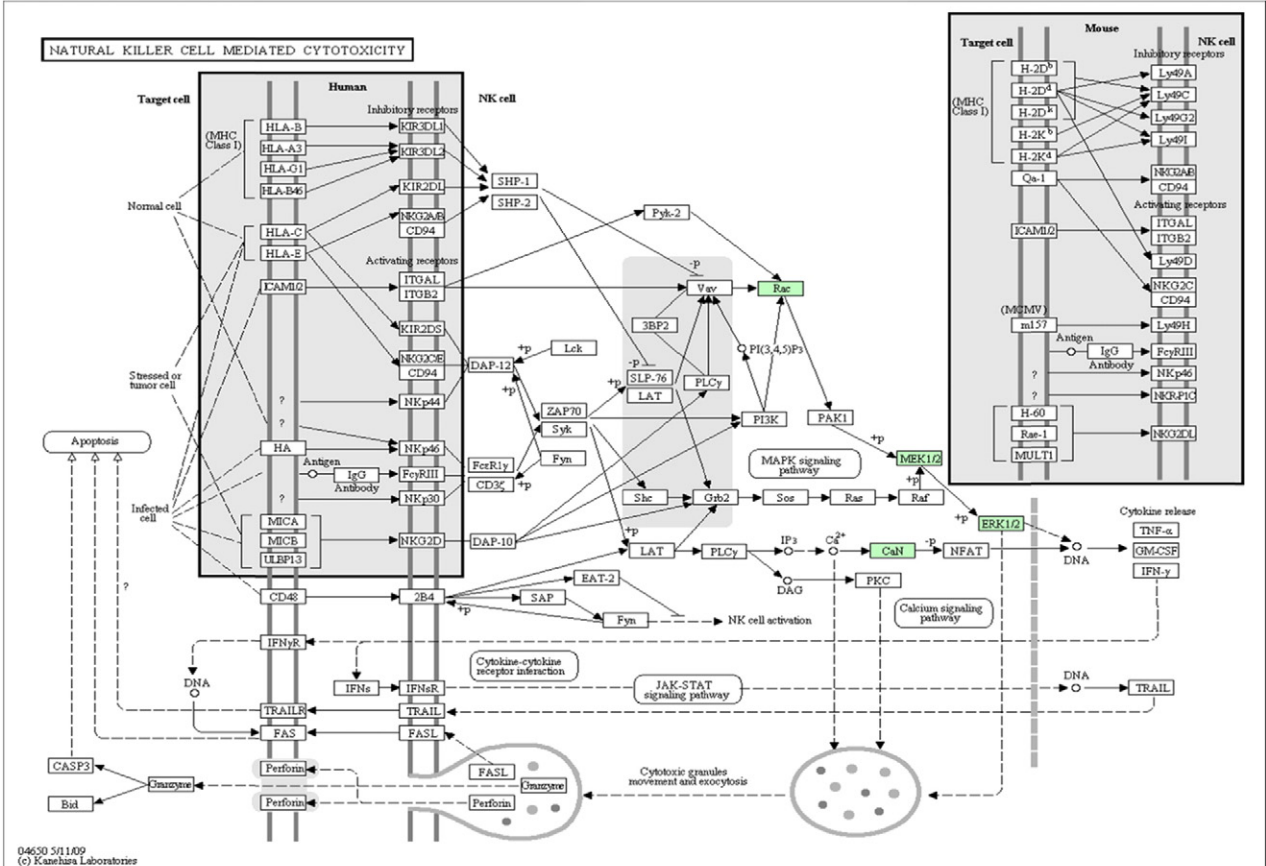 NATURAL KILLER CELL MEDIATED CYTOTOXICITY
Target cell
Human
NK cell
Inhibitory receptors
(MHC
Class I)
HLA-B
HLA-A3
HLA-G1
HLA-B46
KIR3DL1
KIR3DL2
KIR2DL
NKG2A/B
CD94
SHP-1
SHP-2
Normal cell
HLA-C
HLA-E
ICAM1/2
Activating receptors
ITGAL
ITGB2
KIR2DS
NKG2C/E
CD94
NKp44
NKp46
FcγRIII
NKp30
NKG2D
Stressed or
tumor cell
?
?
HA
Antigen
IgG
Antibody
?
Infected
cell
MICA
MICB
ULBP13
CD48
2B4
+p
Pyk-2
-p
Vav
Rac
3BP2
PI(3,4,5)P3
-p
SLP-76
LAT
PLCγ
+p
Lck
+p
DAP-12
+p
ZAP70
Syk
Fyn
FcεR1γ
CD3ζ
+p
DAP-10
PI3K
PAK1
+p
MEK1/2
MAPK signaling
pathway
+p
Shc
Grb2
Sos
Ras
Raf
+p
ERK1/2
+p
LAT
PLCγ
IP3
Ca2+
CaN
-p
NFAT
DNA
DAG
PKC
Cytokine release
TNF-α
GM-CSF
IFN-γ
EAT-2
SAP
Fyn
NK cell activation
Calcium signaling
pathway
Apoptosis
?
IFNγR
DNA
Cytokine-cytokine
receptor interaction
IFNs
IFNsR
JAK-STAT
signaling pathway
DNA
TRAIL
TRAILR
TRAIL
FAS
FASL
CASP3
Bid
Granzyme
Perforin
Perforin
FASL
Granzyme
Perforin
Cytotoxic granules
movement and exocytosis
Mouse
Target cell
NK cell
Inhibitory receptors
(MHC
Class I)
H-2Db
H-2Dd
H-2Dk
H-2Kb
H-2Kd
Qa-1
Ly49A
Ly49C
Ly49G2
Ly49I
NKG2A/B
CD94
Activating receptors
ICAM1/2
ITGAL
ITGB2
Ly49D
NKG2C
CD94
(MCMV)
m157
Ly49H
Antigen
IgG
Antibody
FcγRIII
?
NKp46
?
NKR-P1C
H-60
Rae-1
MULT1
NKG2DL
04650 5/11/09
(c) Kanehisa Laboratories